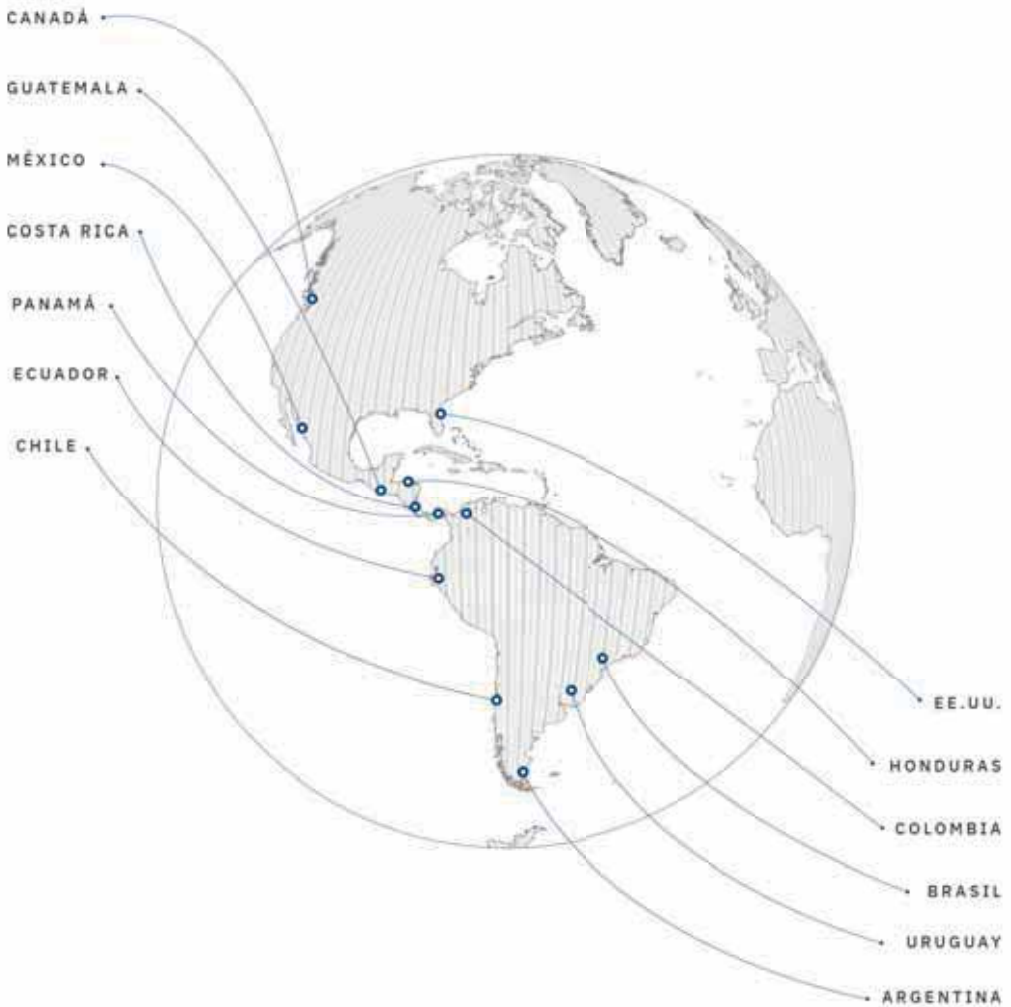 CANADÁ
GUATEMALA
MÉXICO
COSTA RICA
PANAMÁ
ECUADOR
CHILE
EE.UU.
HONDURAS
COLOMBIA
BRASIL
URUGUAY
ARGENTINA